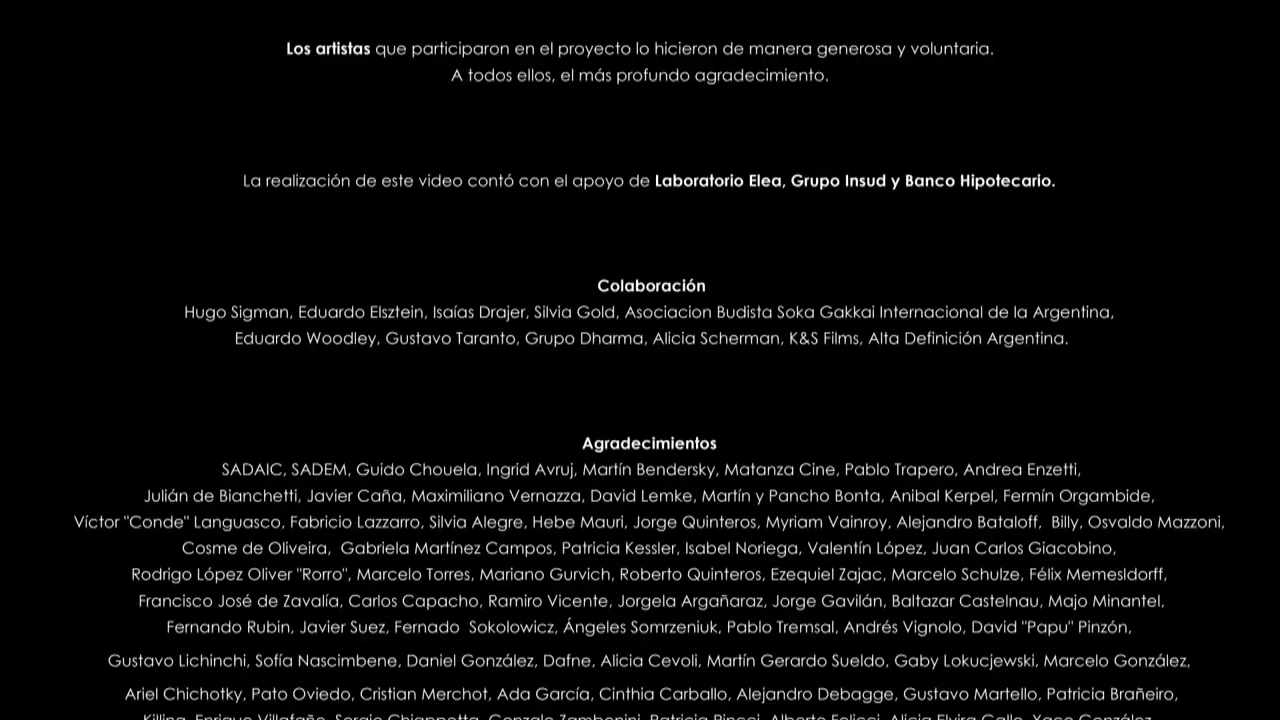 Los artistas que participaron en el proyecto lo hicieron de manera generosa y voluntaria.
A todos ellos, el más profundo agradecimiento.
La realización de este video contó con el apoyo de Laboratorio Elea, Grupo Insud y Banco Hipotecario.
Colaboración
Hugo Sigman, Eduardo Elsztein, Isaías Drajer, Silvia Gold, Asociacion Budista Soka Gakkai Internacional de la Argentina,
Eduardo Woodley, Gustavo Taranto, Grupo Dharma, Alicia Scherman, K&S Films, Alta Definición Argentina.
Agradecimientos
SADAIC, SADEM, Guido Chouela, Ingrid Avruj, Martín Bendersky, Matanza Cine, Pablo Trapero, Andrea Enzetti,
Julián de Bianchetti, Javier Caña, Maximiliano Vernazza, David Lemke, Martín y Pancho Bonta, Anibal Kerpel, Fermín Orgambide,
Víctor "Conde" Languasco, Fabricio Lazzarro, Silvia Alegre, Hebe Mauri, Jorge Quinteros, Myriam Vainroy, Alejandro Bataloff, Billy, Osvaldo Mazzoni,
Cosme de Oliveira, Gabriela Martínez Campos, Patricia Kessler, Isabel Noriega, Valentín López, Juan Carlos Giacobino,
Rodrigo López Oliver "Rorro", Marcelo Torres, Mariano Gurvich, Roberto Quinteros, Ezequiel Zajac, Marcelo Schulze, Félix Memesldorff,
Francisco José de Zavalía, Carlos Capacho, Ramiro Vicente, Jorgela Argañaraz, Jorge Gavilán, Baltazar Castelnau, Majo Minantel,
Fernando Rubin, Javier Suez, Fernado Sokolowicz, Ángeles Somrzeniuk, Pablo Tremsal, Andrés Vignolo, David "Papu" Pinzón,
Gustavo Lichinchi, Sofía Nascimbene, Daniel González, Dafne, Alicia Cevoli, Martín Gerardo Sueldo, Gaby Lokucjewski, Marcelo González,
Ariel Chichotky, Pato Oviedo, Cristian Merchot, Ada García, Cinthia Carballo, Alejandro Debagge, Gustavo Martello, Patricia Brañeiro,
Enrique Villafañe, Sergio Chiappetta, Gonzalo Zambonini, Patricia